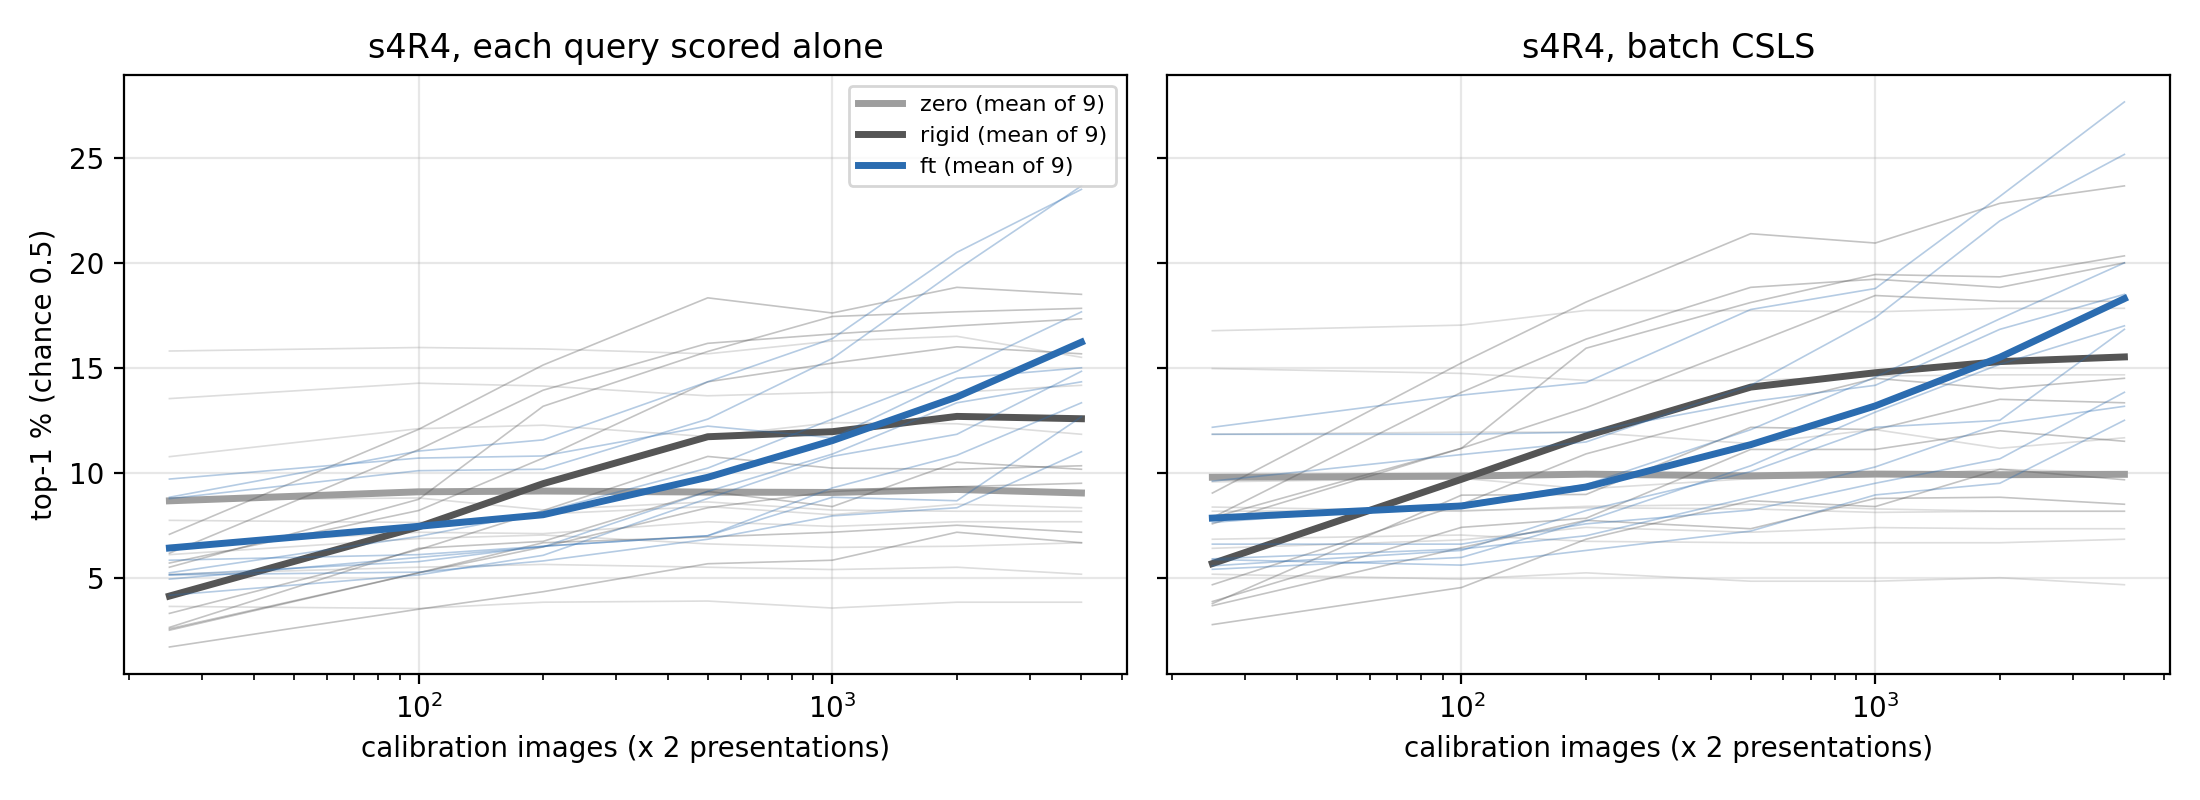 s4R4, each query scored alone
s4R4, batch CSLS
zero (mean of 9)
rigid (mean of 9)
ft (mean of 9)
top-1 % (chance 0.5)
25
20
15
10
5
10²
10³
10²
10³
calibration images (x 2 presentations)
calibration images (x 2 presentations)